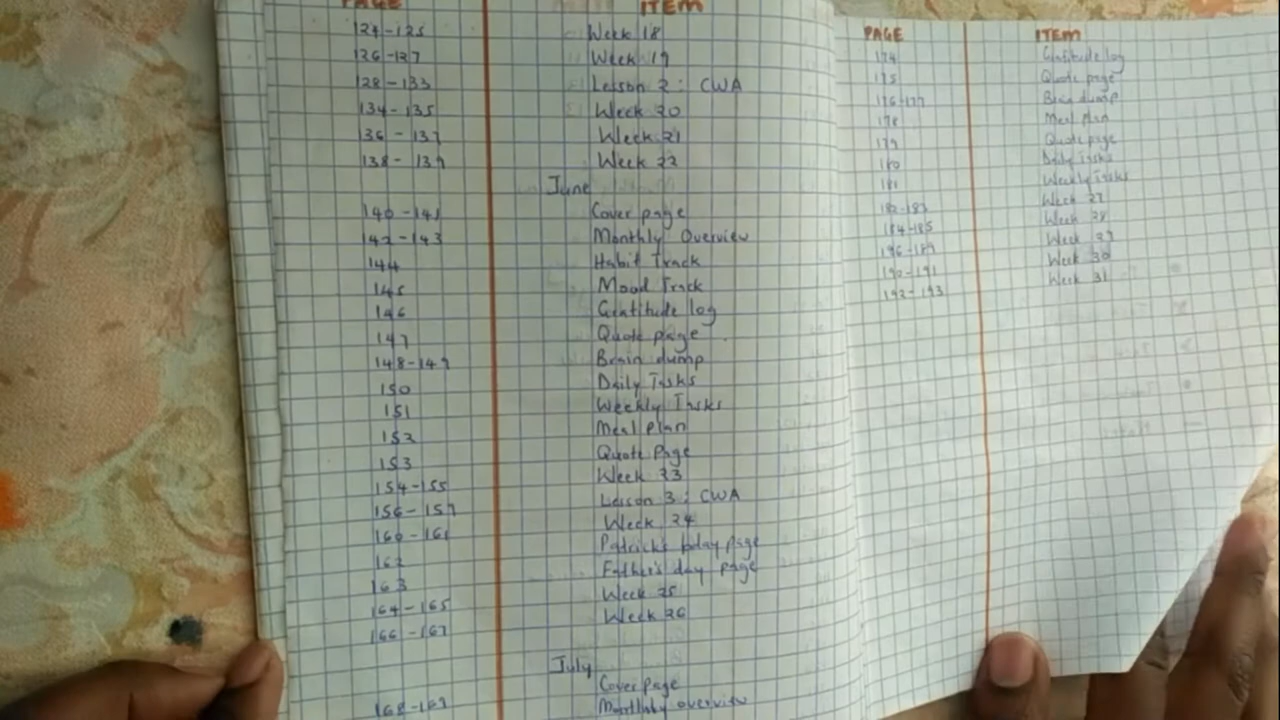 PAGE ITEM
124-125 Week 18
126-127 Week 19
128-133 Lesson 2: CWA
134-135 Week 20
136-137 Week 21
138-139 Week 22
June
140-141 Cover page
142-143 Monthly Overview
144 Habit Track
145 Mood Track
146 Gratitude log
147 Quote page
148-149 Brain dump
150 Daily Tasks
151 Weekly Tasks
152 Meal Plan
153 Quote Page
154-155 Week 23
156-159 Lesson 3: CWA
160-161 Week 24
162 Patrick's bday page
163 Father's day page
164-165 Week 25
166-167 Week 26
July
Cover page
168-169 Monthly overview
PAGE ITEM
174 Gratitude log
175 Quote page
176-177 Brain dump
178 Meal plan
179 Quote page
180 Daily Tasks
181 Weekly Tasks
182-183 Week 27
184-185 Week 28
186-189 Week 29
190-191 Week 30
192-193 Week 31